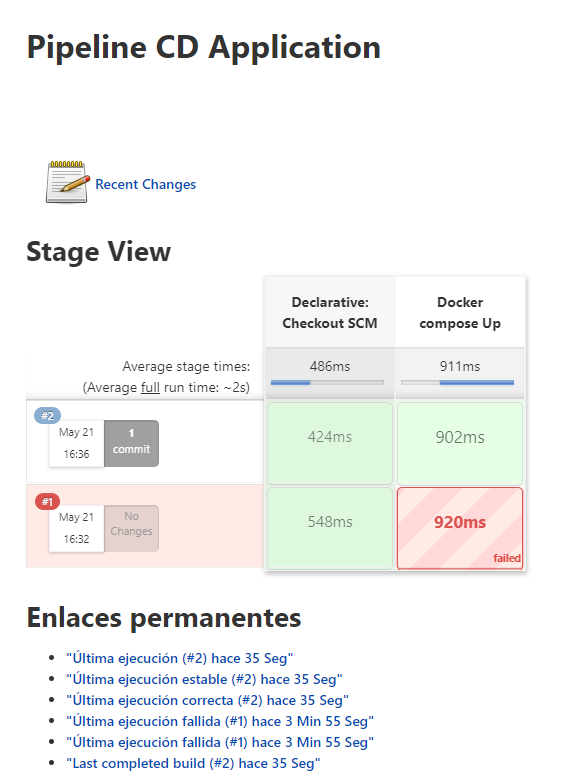 Pipeline CD Application
Recent Changes
Stage View
Declarative:
Checkout SCM
Docker
compose Up
Average stage times:
(Average full run time: ~2s)
486ms
911ms
#2
May 21
16:36
1
commit
424ms
902ms
#1
May 21
16:32
No
Changes
548ms
920ms
failed
Enlaces permanentes
"Última ejecución (#2) hace 35 Seg"
"Última ejecución estable (#2) hace 35 Seg"
"Última ejecución correcta (#2) hace 35 Seg"
"Última ejecución fallida (#1) hace 3 Min 55 Seg"
"Última ejecución fallida (#1) hace 3 Min 55 Seg"
"Last completed build (#2) hace 35 Seg"